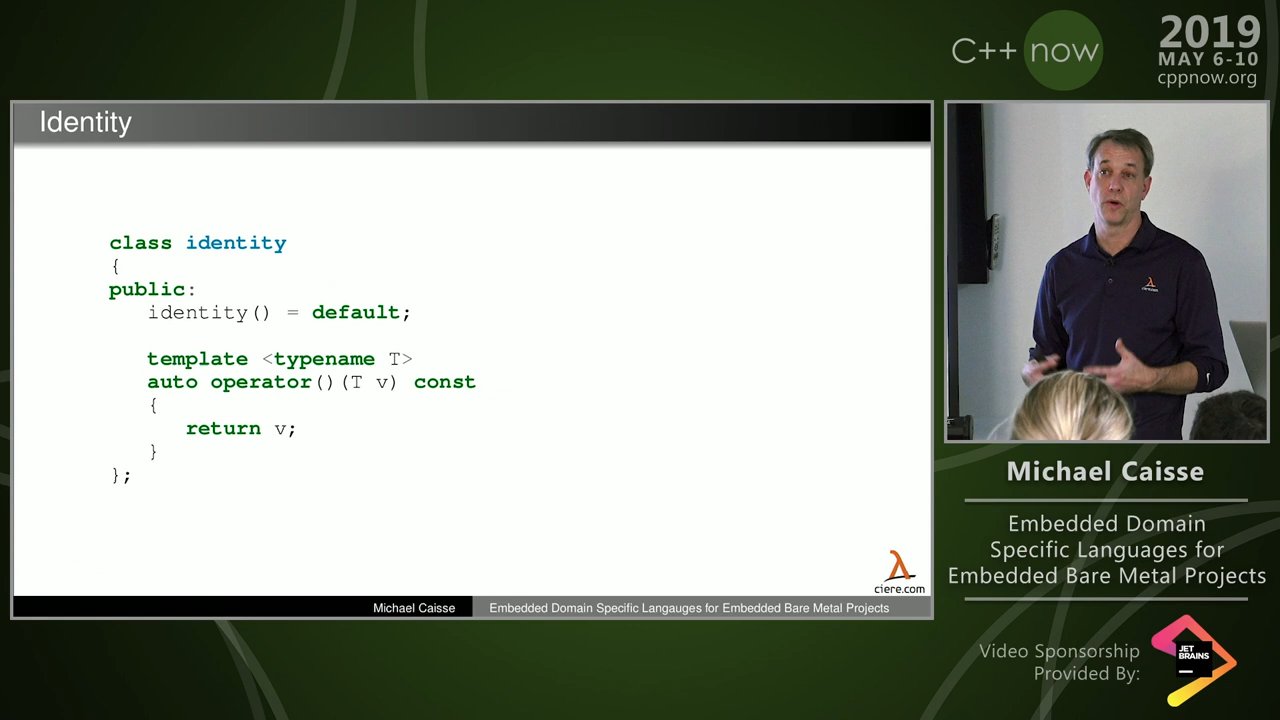 C++ now
2019
MAY 6-10
cppnow.org
Identity
class identity
{
public:
identity() = default;
template <typename T>
auto operator()(T v) const
{
return v;
}
};
ciere.com
Michael Caisse
Embedded Domain Specific Langauges for Embedded Bare Metal Projects
Michael Caisse
Embedded Domain
Specific Languages for
Embedded Bare Metal Projects
Video Sponsorship
Provided By:
JET
BRAINS